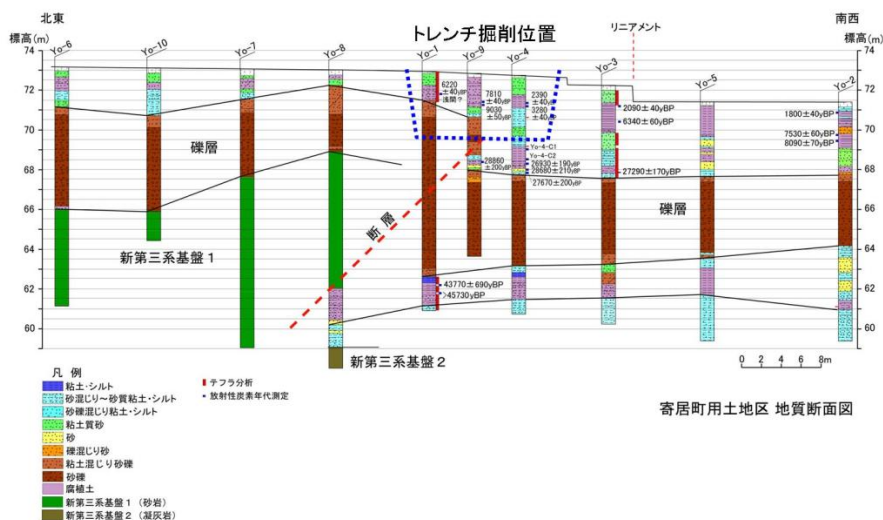 北東
標高(m)
トレンチ掘削位置
リニアメント
南西
標高(m)
Yo-6
Yo-10
Yo-7
Yo-8
Yo-1
Yo-9
Yo-4
Yo-3
Yo-5
Yo-2
74
72
70
68
66
64
62
60
74
72
70
68
66
64
62
60
6220
±40yBP
浅間?
7810
±40yBP
9030
±50yBP
2390
±40yBP
3280
±40yBP
2090±40yBP
6340±60yBP
1800±40yBP
7530±60yBP
8090±70yBP
Yo-4-C1
Yo-4-C2
28860
±200yBP
26930±190yBP
28680±210yBP
27670±200yBP
27290±170yBP
43770±690yBP
>45730yBP
礫層
礫層
断層
新第三系基盤1
新第三系基盤2
0 2 4 6 8m
寄居町用土地区 地質断面図
凡 例
粘土・シルト
砂混じり~砂質粘土・シルト
砂礫混じり粘土・シルト
粘土質砂
砂
礫混じり砂
粘土混じり砂礫
砂礫
腐植土
新第三系基盤1(砂岩)
新第三系基盤2(凝灰岩)
テフラ分析
放射性炭素年代測定